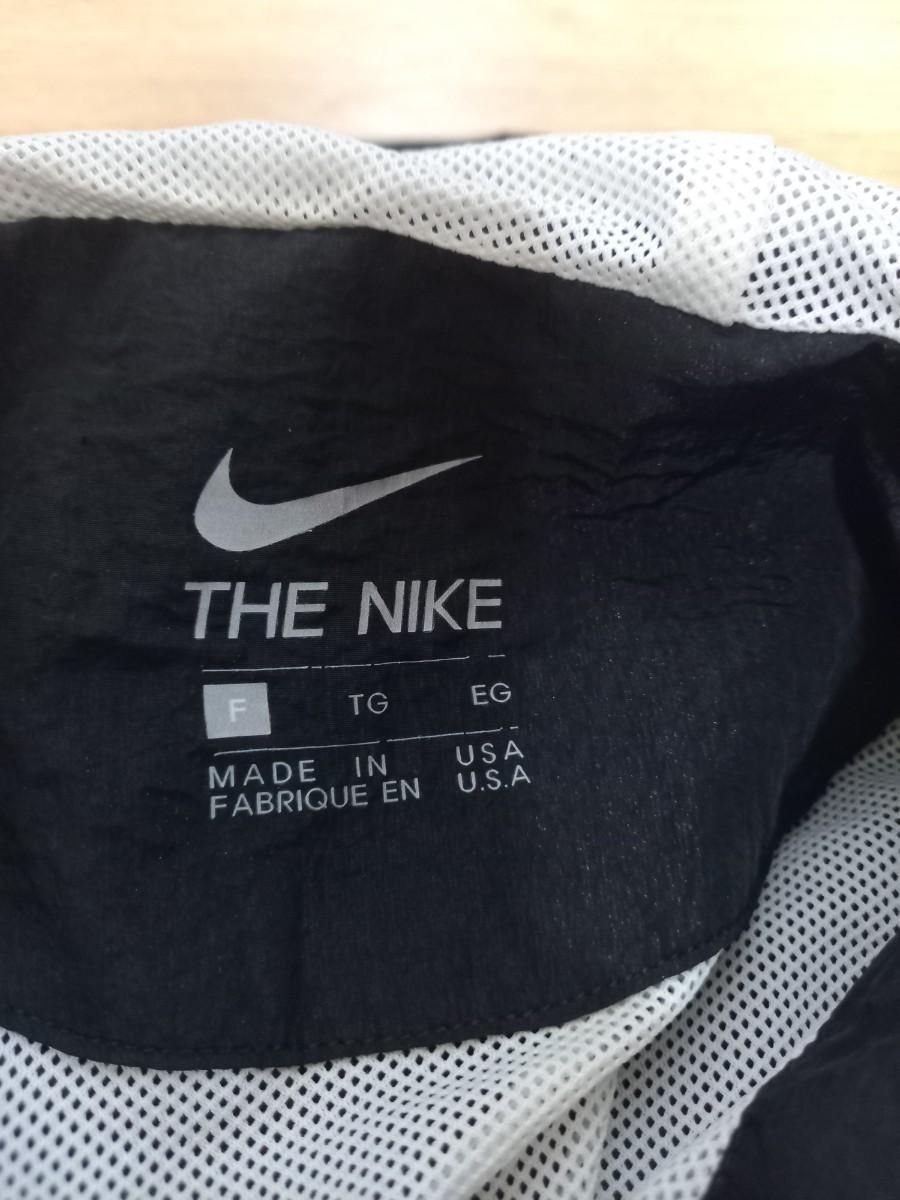 THE NIKE
F TG EG
MADE IN USA
FABRIQUE EN U.S.A